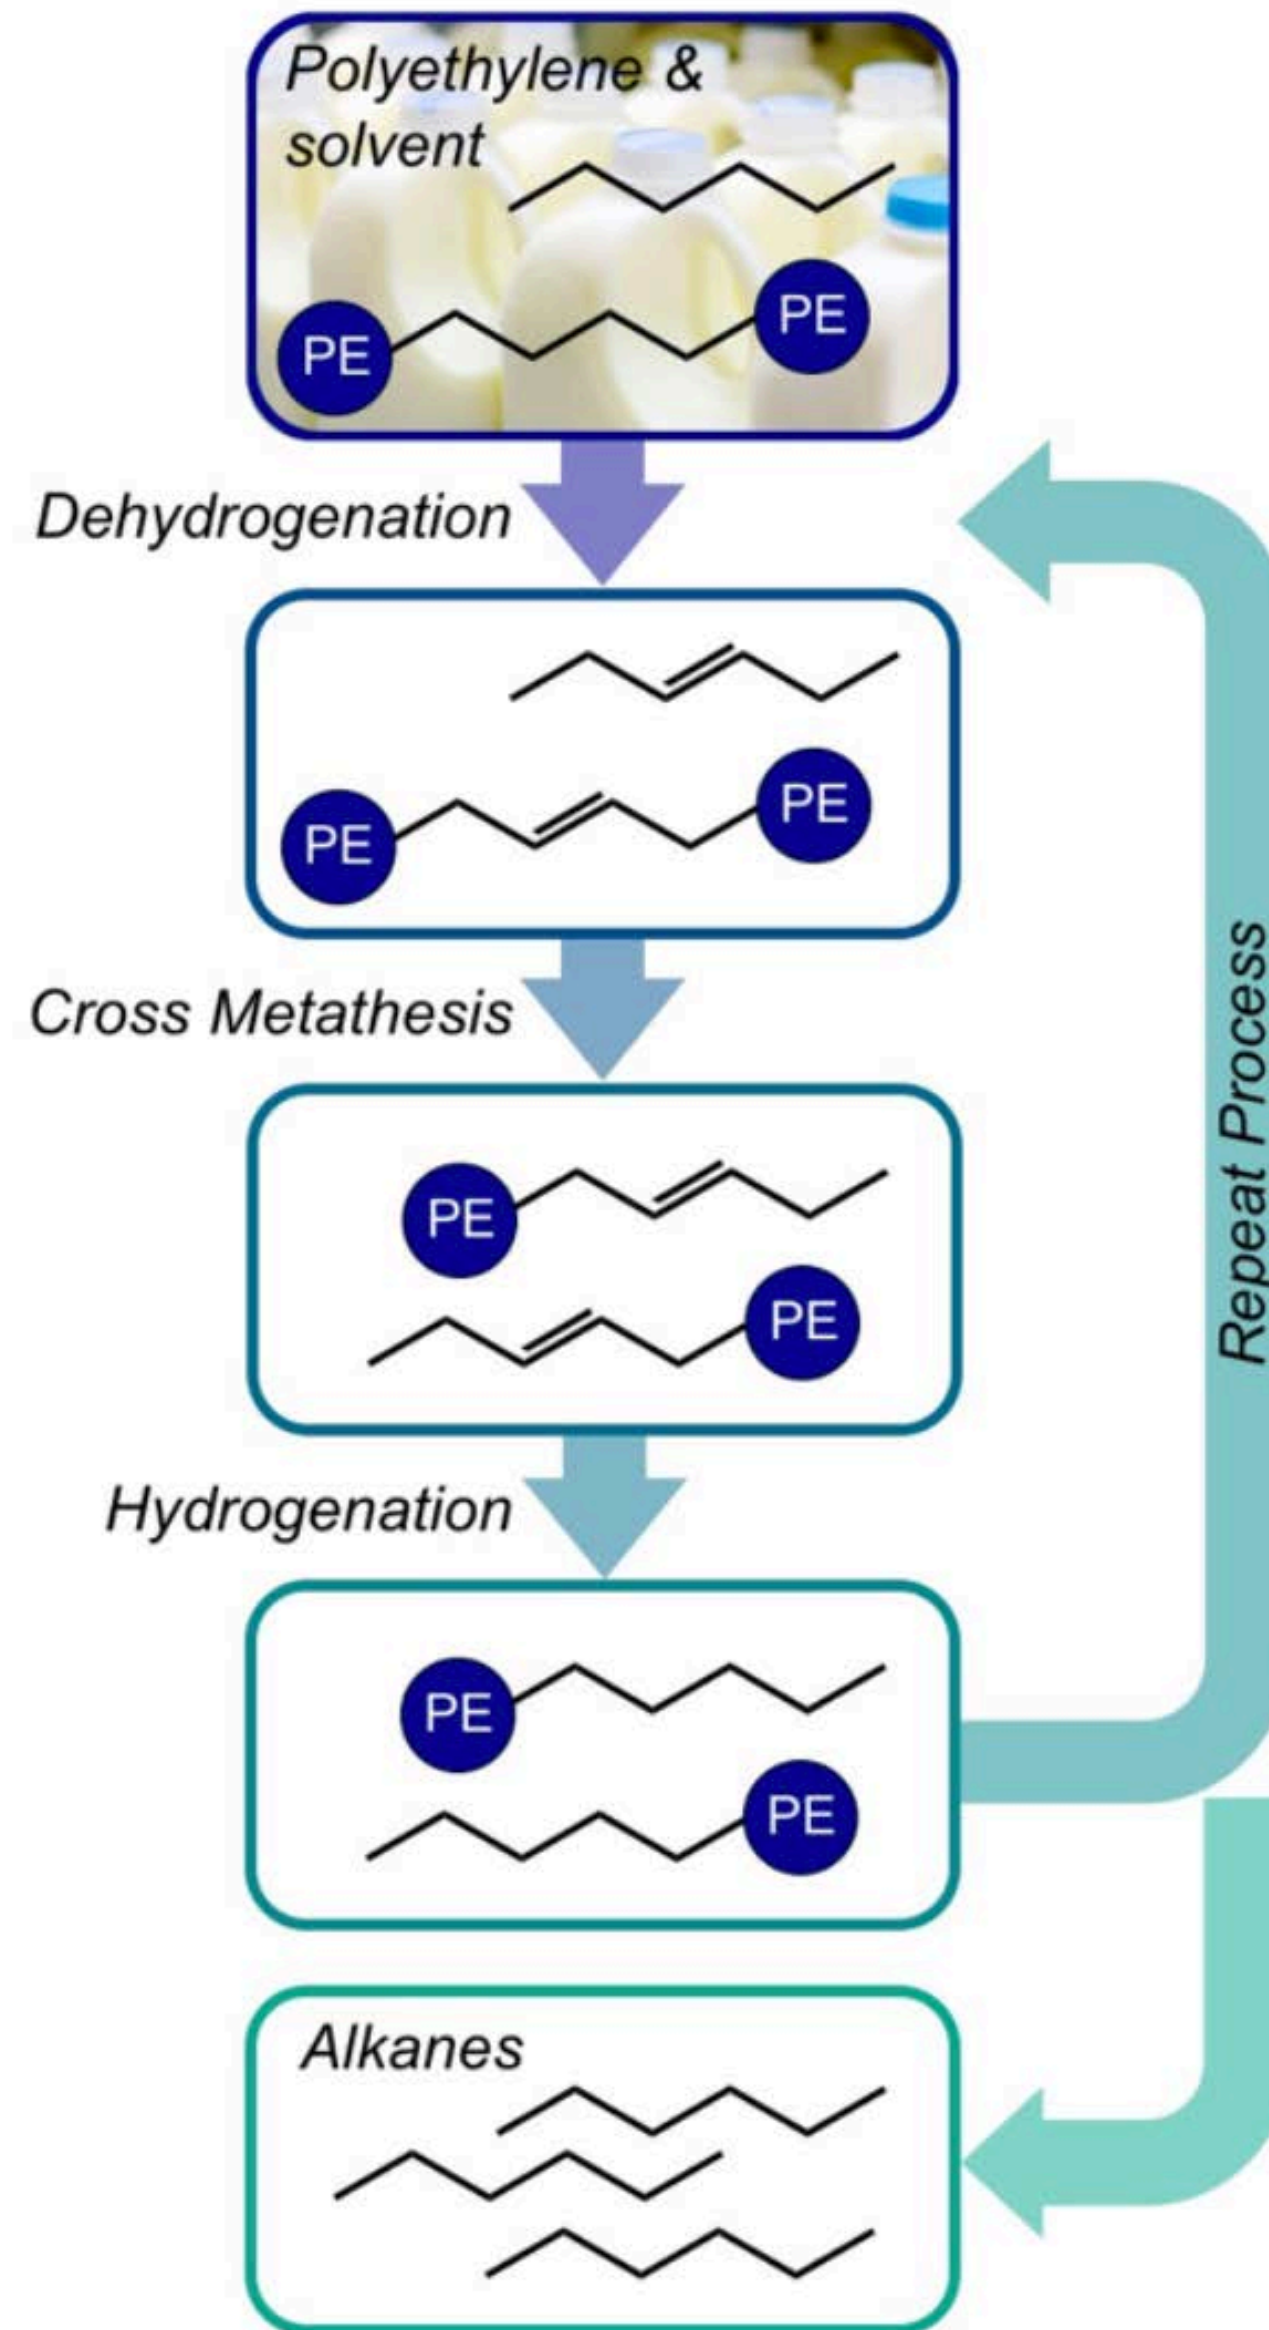 Polyethylene &
solvent
PE
PE
Dehydrogenation
PE
PE
Cross Metathesis
PE
PE
Repeat Process
Hydrogenation
PE
PE
Alkanes